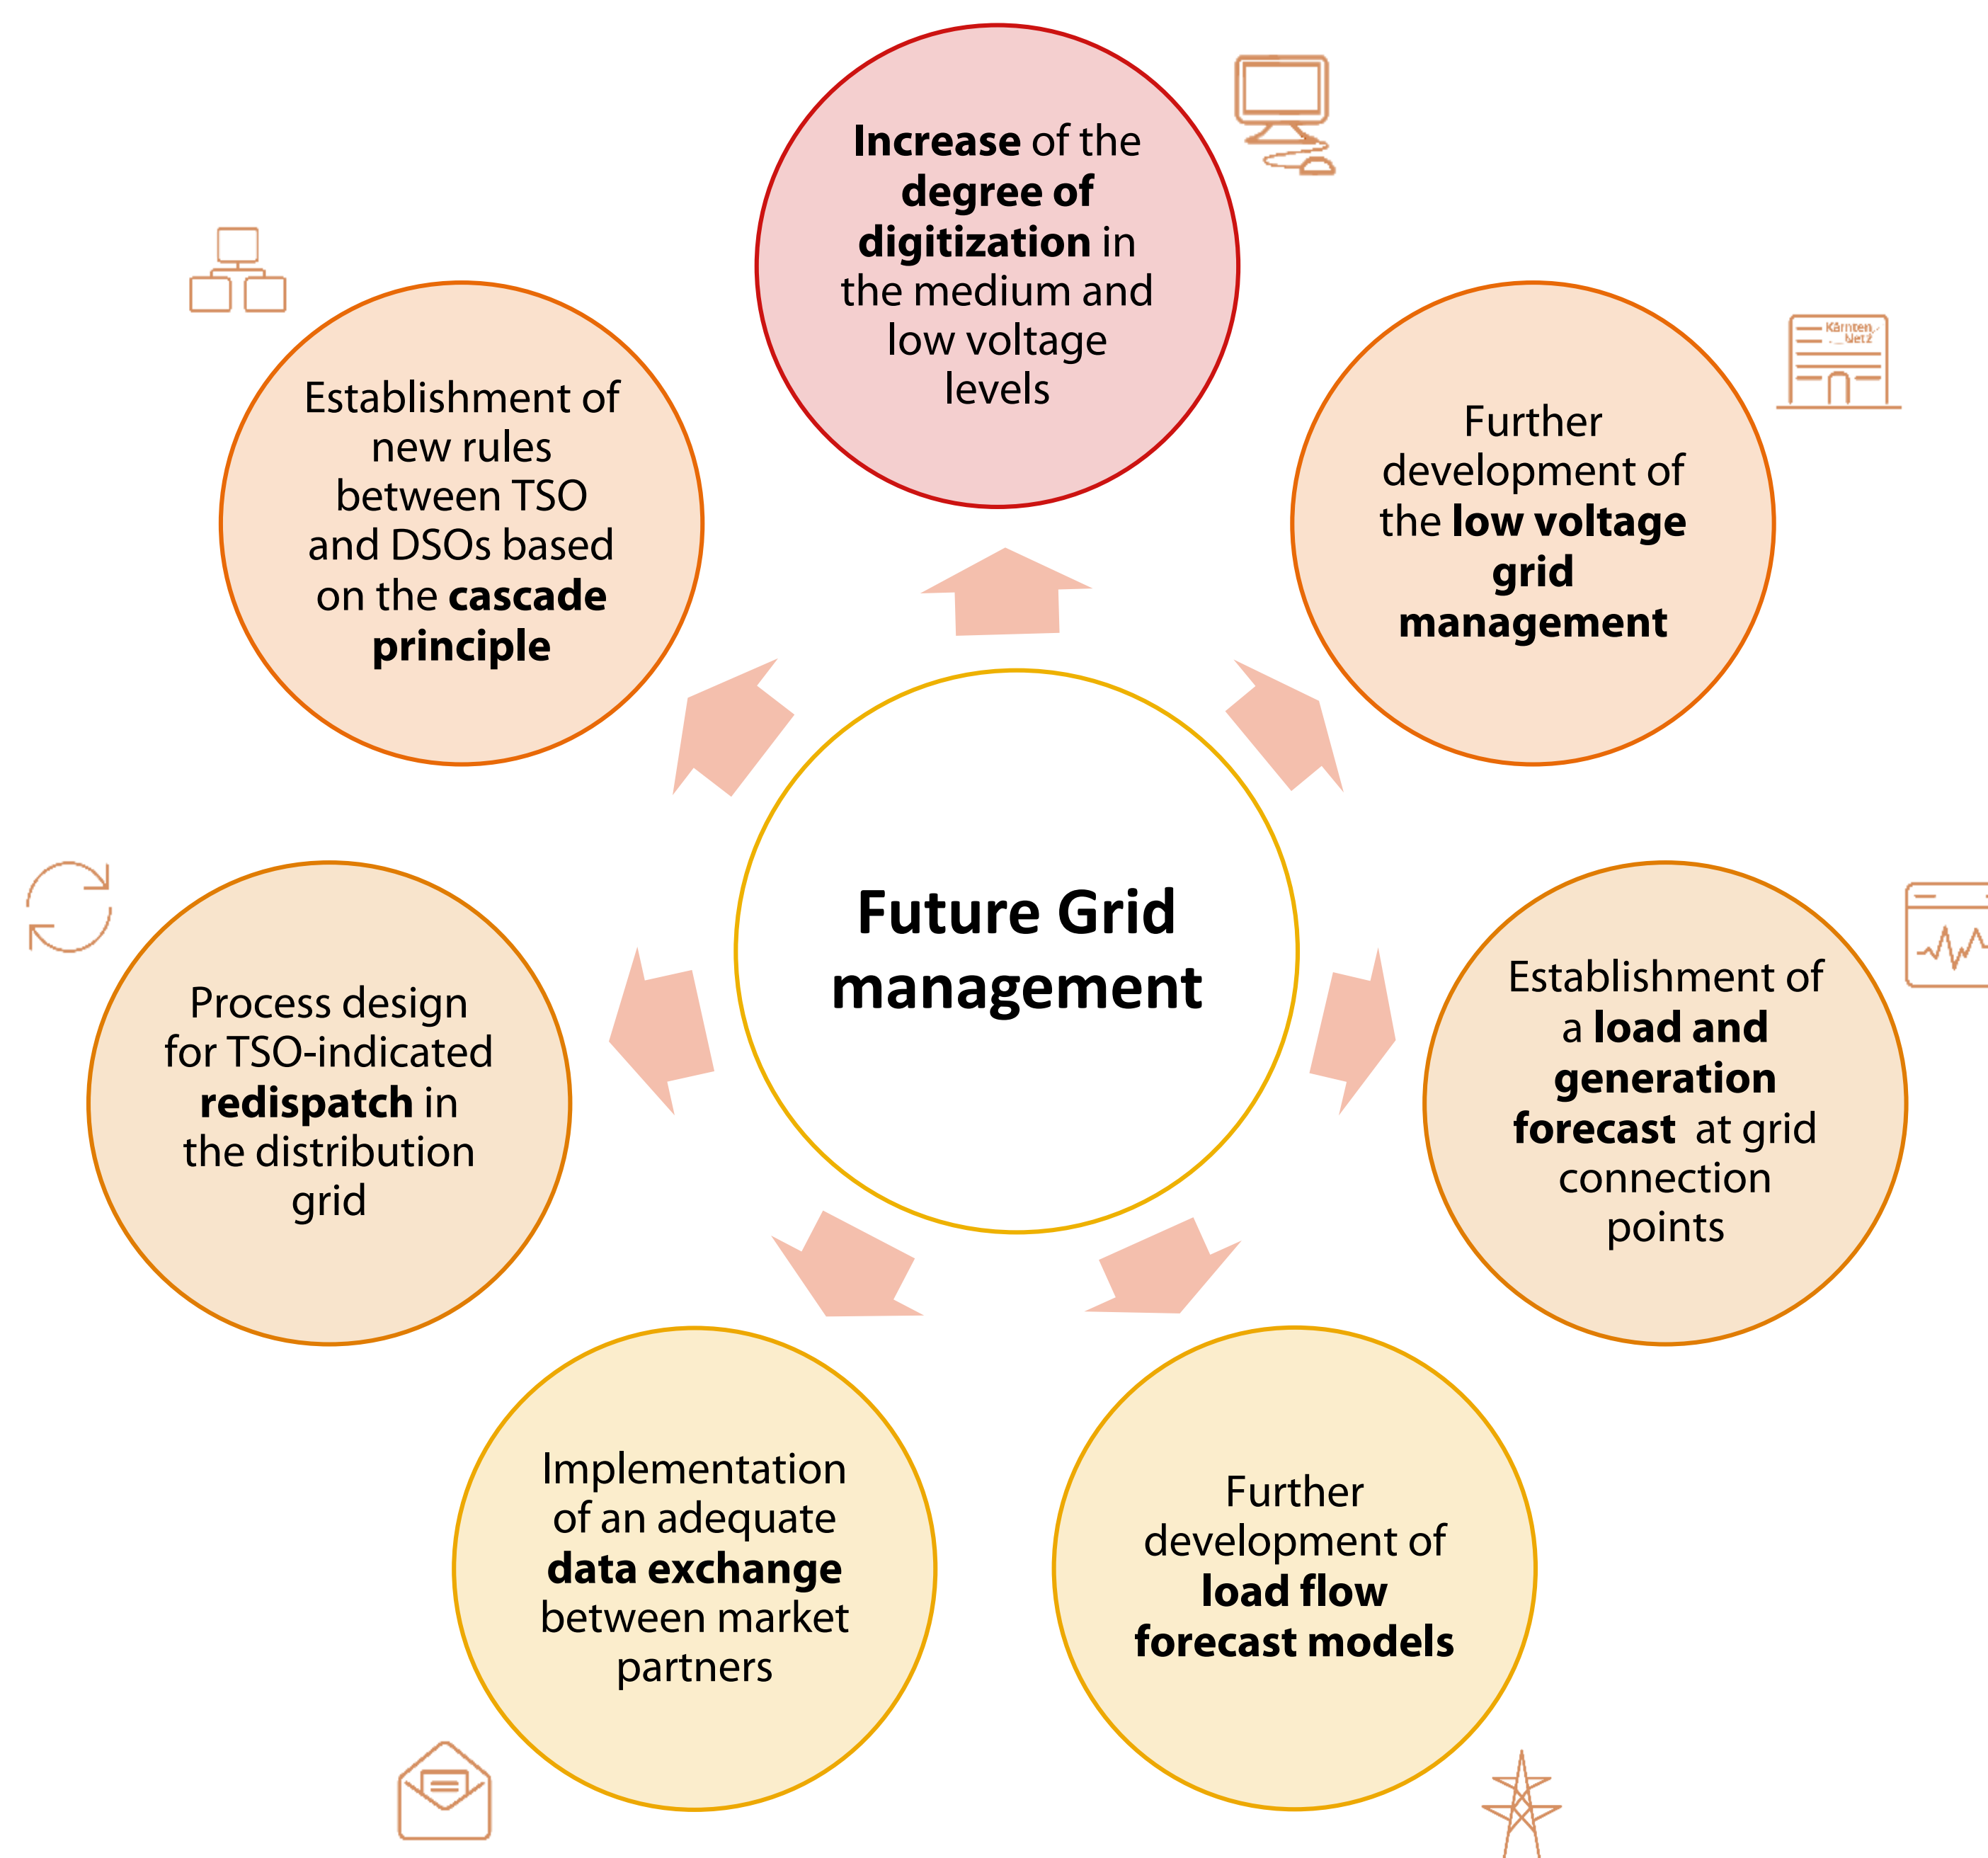 Increase of the
degree of
digitization in
the medium and
low voltage
levels
Kärnten
Netz
Further
development of
the low voltage
grid
management
Establishment of
a load and
generation
forecast at grid
connection
points
Further
development of
load flow
forecast models
Implementation
of an adequate
data exchange
between market
partners
Process design
for TSO-indicated
redispatch in
the distribution
grid
Establishment of
new rules
between TSO
and DSOs based
on the cascade
principle
Future Grid
management